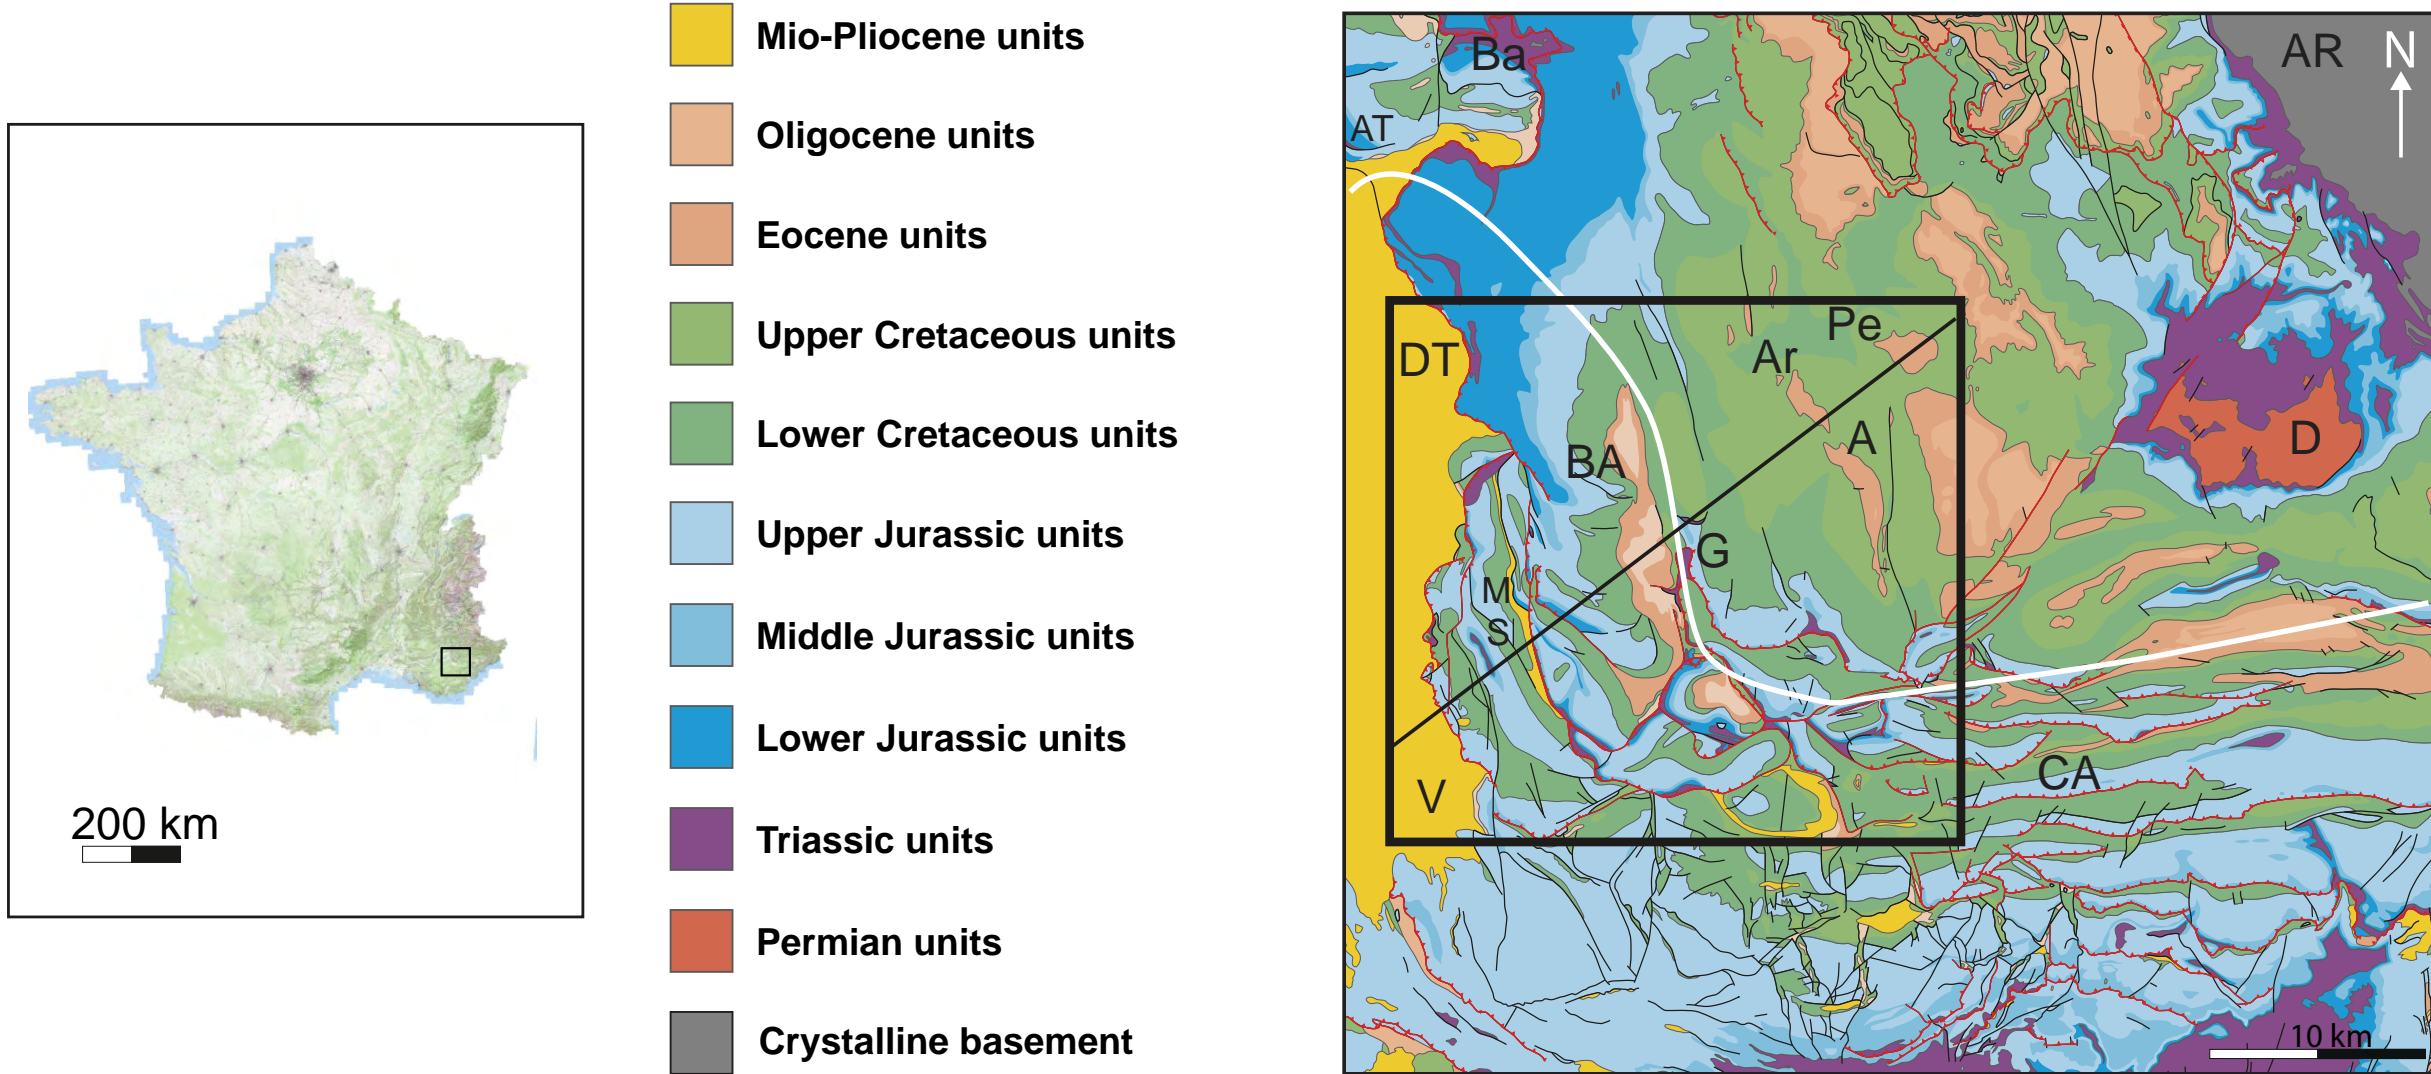 200 km
Mio-Pliocene units
Oligocene units
Eocene units
Upper Cretaceous units
Lower Cretaceous units
Upper Jurassic units
Middle Jurassic units
Lower Jurassic units
Triassic units
Permian units
Crystalline basement
Ba
AR
N
AT
Pe
DT
Ar
A
D
BA
G
M
S
CA
V
10 km